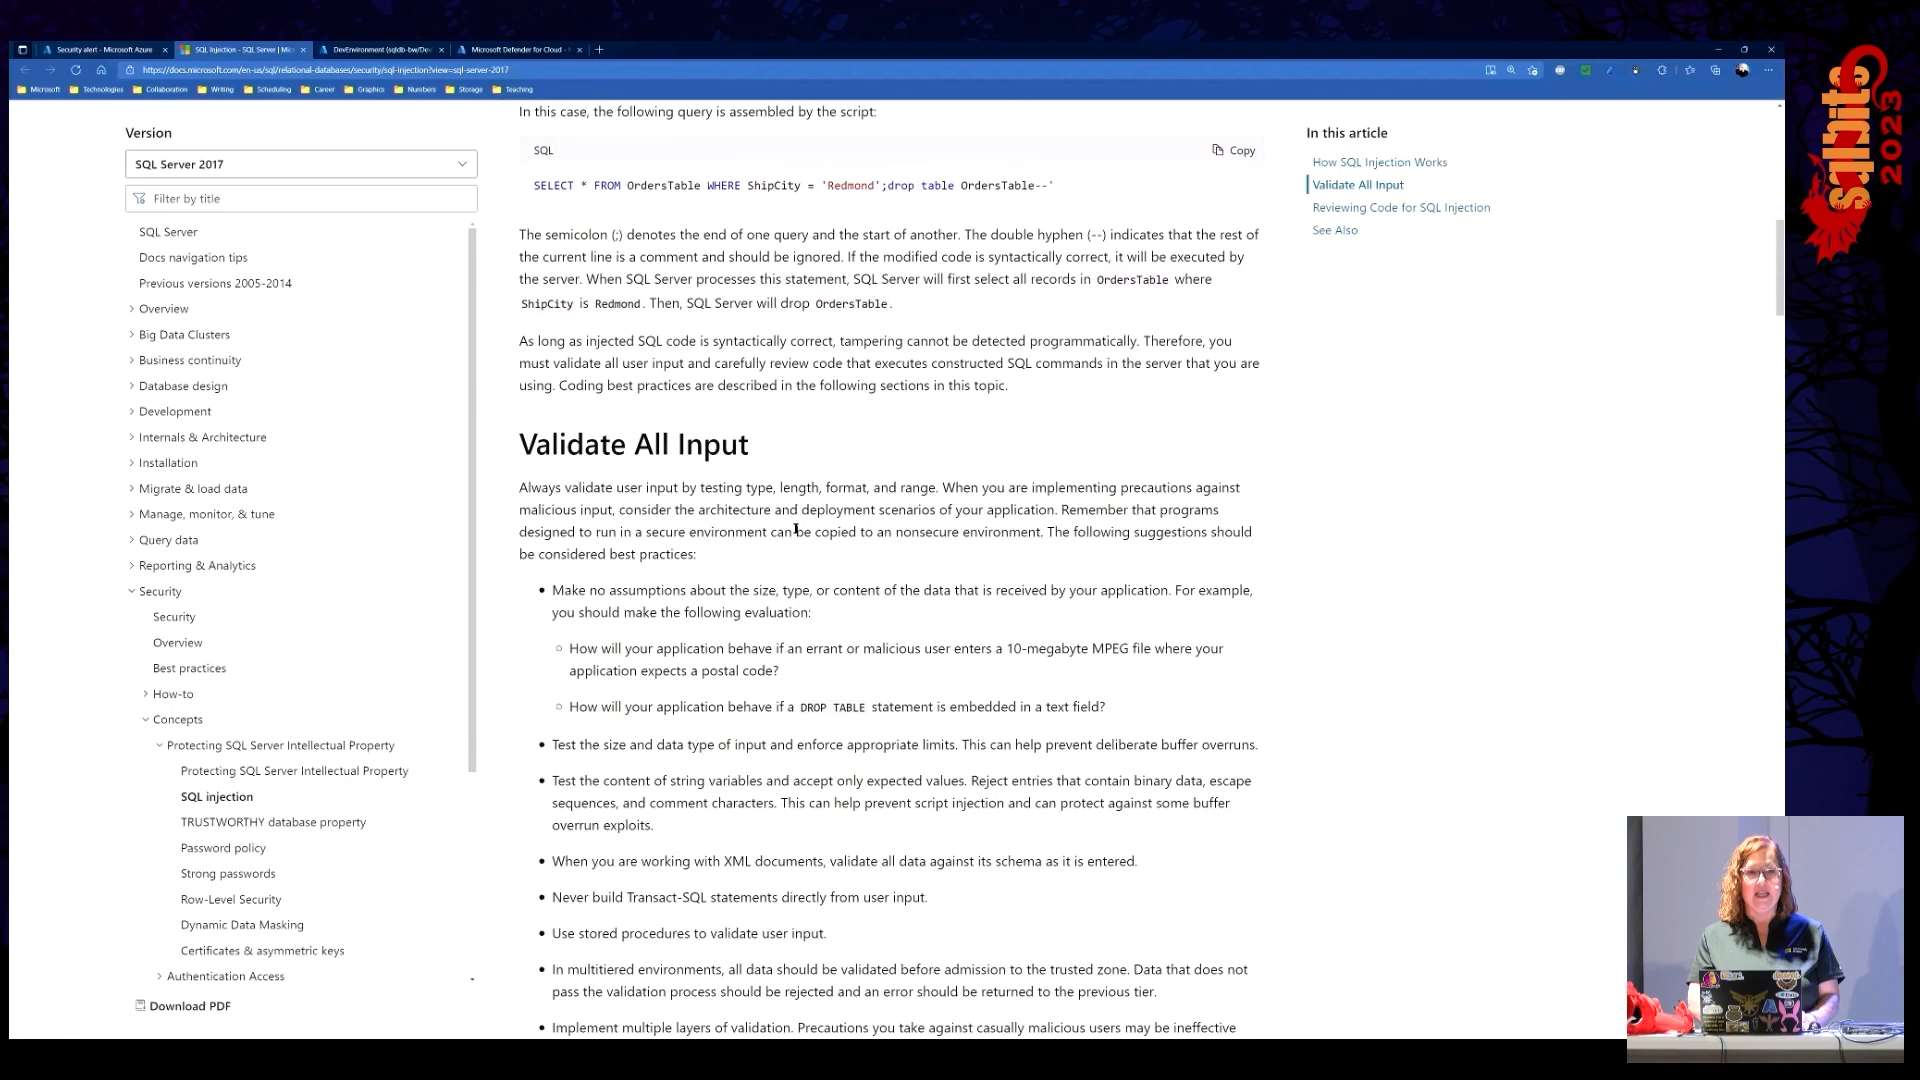 Security alert - Microsoft Azure
SQL Injection - SQL Server | Mic
DevEnvironment (sqldb-bw/Dev
Microsoft Defender for Cloud -
https://docs.microsoft.com/en-us/sql/relational-databases/security/sql-injection?view=sql-server-2017
Microsoft
Technologies
Collaboration
Writing
Scheduling
Career
Graphics
Numbers
Storage
Teaching
Version
SQL Server 2017
Filter by title
SQL Server
Docs navigation tips
Previous versions 2005-2014
Overview
Big Data Clusters
Business continuity
Database design
Development
Internals & Architecture
Installation
Migrate & load data
Manage, monitor, & tune
Query data
Reporting & Analytics
Security
Security
Overview
Best practices
How-to
Concepts
Protecting SQL Server Intellectual Property
Protecting SQL Server Intellectual Property
SQL injection
TRUSTWORTHY database property
Password policy
Strong passwords
Row-Level Security
Dynamic Data Masking
Certificates & asymmetric keys
Authentication Access
Download PDF
In this case, the following query is assembled by the script:
SQL
Copy
SELECT * FROM OrdersTable WHERE ShipCity = 'Redmond';drop table OrdersTable--'
The semicolon (;) denotes the end of one query and the start of another. The double hyphen (--) indicates that the rest of
the current line is a comment and should be ignored. If the modified code is syntactically correct, it will be executed by
the server. When SQL Server processes this statement, SQL Server will first select all records in OrdersTable where
ShipCity is Redmond. Then, SQL Server will drop OrdersTable.
As long as injected SQL code is syntactically correct, tampering cannot be detected programmatically. Therefore, you
must validate all user input and carefully review code that executes constructed SQL commands in the server that you are
using. Coding best practices are described in the following sections in this topic.
Validate All Input
Always validate user input by testing type, length, format, and range. When you are implementing precautions against
malicious input, consider the architecture and deployment scenarios of your application. Remember that programs
designed to run in a secure environment can be copied to an nonsecure environment. The following suggestions should
be considered best practices:
• Make no assumptions about the size, type, or content of the data that is received by your application. For example,
you should make the following evaluation:
○ How will your application behave if an errant or malicious user enters a 10-megabyte MPEG file where your
application expects a postal code?
○ How will your application behave if a DROP TABLE statement is embedded in a text field?
• Test the size and data type of input and enforce appropriate limits. This can help prevent deliberate buffer overruns.
• Test the content of string variables and accept only expected values. Reject entries that contain binary data, escape
sequences, and comment characters. This can help prevent script injection and can protect against some buffer
overrun exploits.
• When you are working with XML documents, validate all data against its schema as it is entered.
• Never build Transact-SQL statements directly from user input.
• Use stored procedures to validate user input.
• In multitiered environments, all data should be validated before admission to the trusted zone. Data that does not
pass the validation process should be rejected and an error should be returned to the previous tier.
• Implement multiple layers of validation. Precautions you take against casually malicious users may be ineffective
In this article
How SQL Injection Works
Validate All Input
Reviewing Code for SQL Injection
See Also
sqlbits
2023